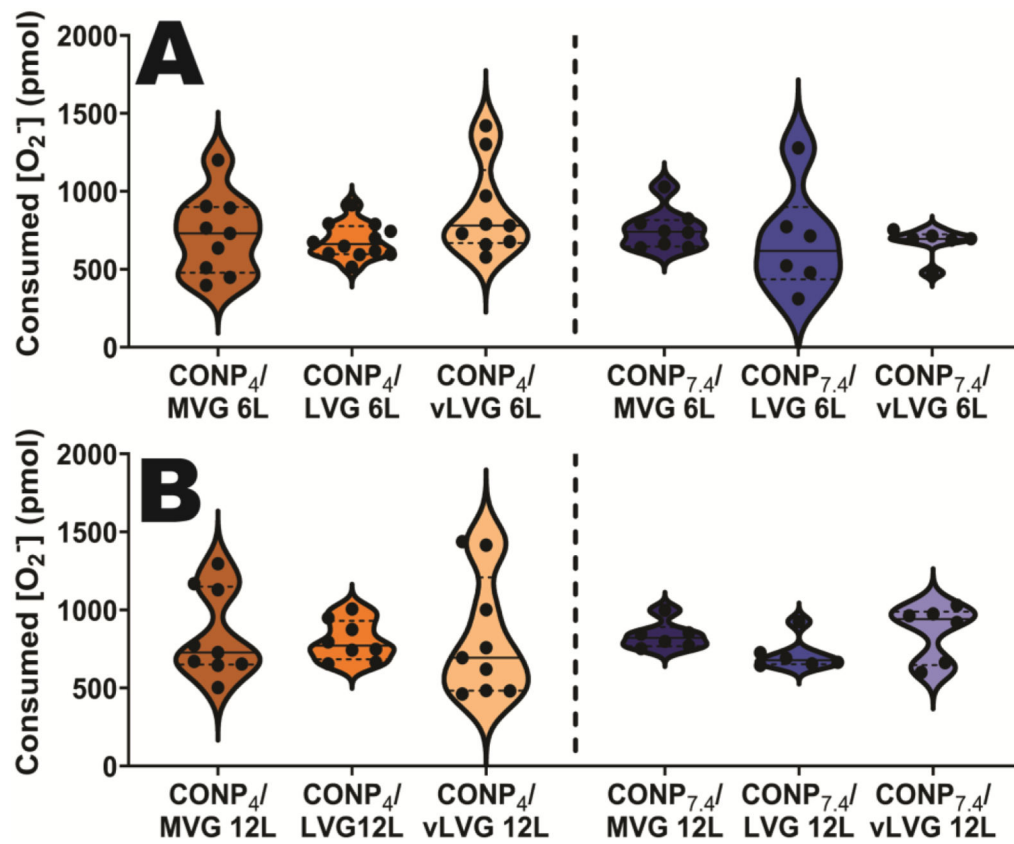 A
Consumed [O₂⁻] (pmol)
2000
1500
1000
500
0
CONP₄/ CONP₄/ CONP₄/ CONP₇.₄/ CONP₇.₄/ CONP₇.₄/
MVG 6L LVG 6L vLVG 6L MVG 6L LVG 6L vLVG 6L
B
Consumed [O₂⁻] (pmol)
2000
1500
1000
500
0
CONP₄/ CONP₄/ CONP₄/ CONP₇.₄/ CONP₇.₄/ CONP₇.₄/
MVG 12L LVG12L vLVG 12L MVG 12L LVG 12L vLVG 12L